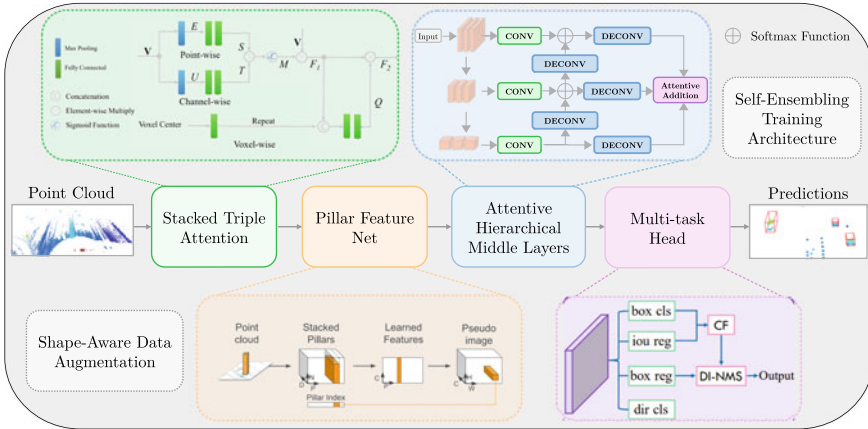 V
E
Point-wise
S
U
T
Channel-wise
M
V
F1
F2
Q
Max Pooling
Fully Connected
Concatenation
Element-wise Multiply
Sigmoid Function
Voxel Center
Repeat
Voxel-wise
C
C
Input
CONV
DECONV
DECONV
CONV
DECONV
Attentive
Addition
DECONV
CONV
DECONV
Softmax Function
Self-Ensembling
Training
Architecture
Point Cloud
Stacked Triple
Attention
Pillar Feature
Net
Attentive
Hierarchical
Middle Layers
Multi-task
Head
Predictions
Shape-Aware Data
Augmentation
Point
cloud
Stacked
Pillars
Learned
Features
Pseudo
image
D
N
P
C
P
C
H
W
Pillar Index
box cls
iou reg
box reg
dir cls
CF
DI-NMS
Output